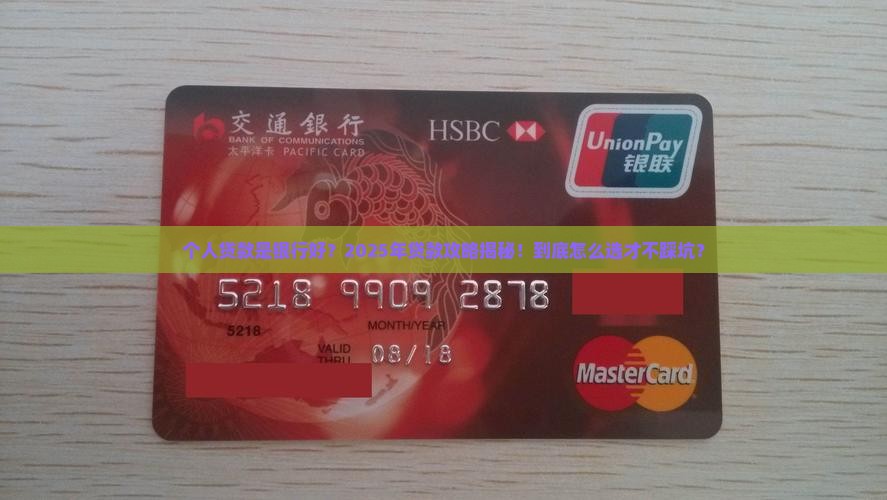 交通銀行
BANK OF COMMUNICATIONS
太平洋卡 PACIFIC CARD
HSBC
UnionPay
银联
个人贷款是银行好?2025年贷款攻略揭秘!到底怎么选才不踩坑?
5218 9909 2878
5218
MONTH/YEAR
VALID
THRU
08/18
MasterCard